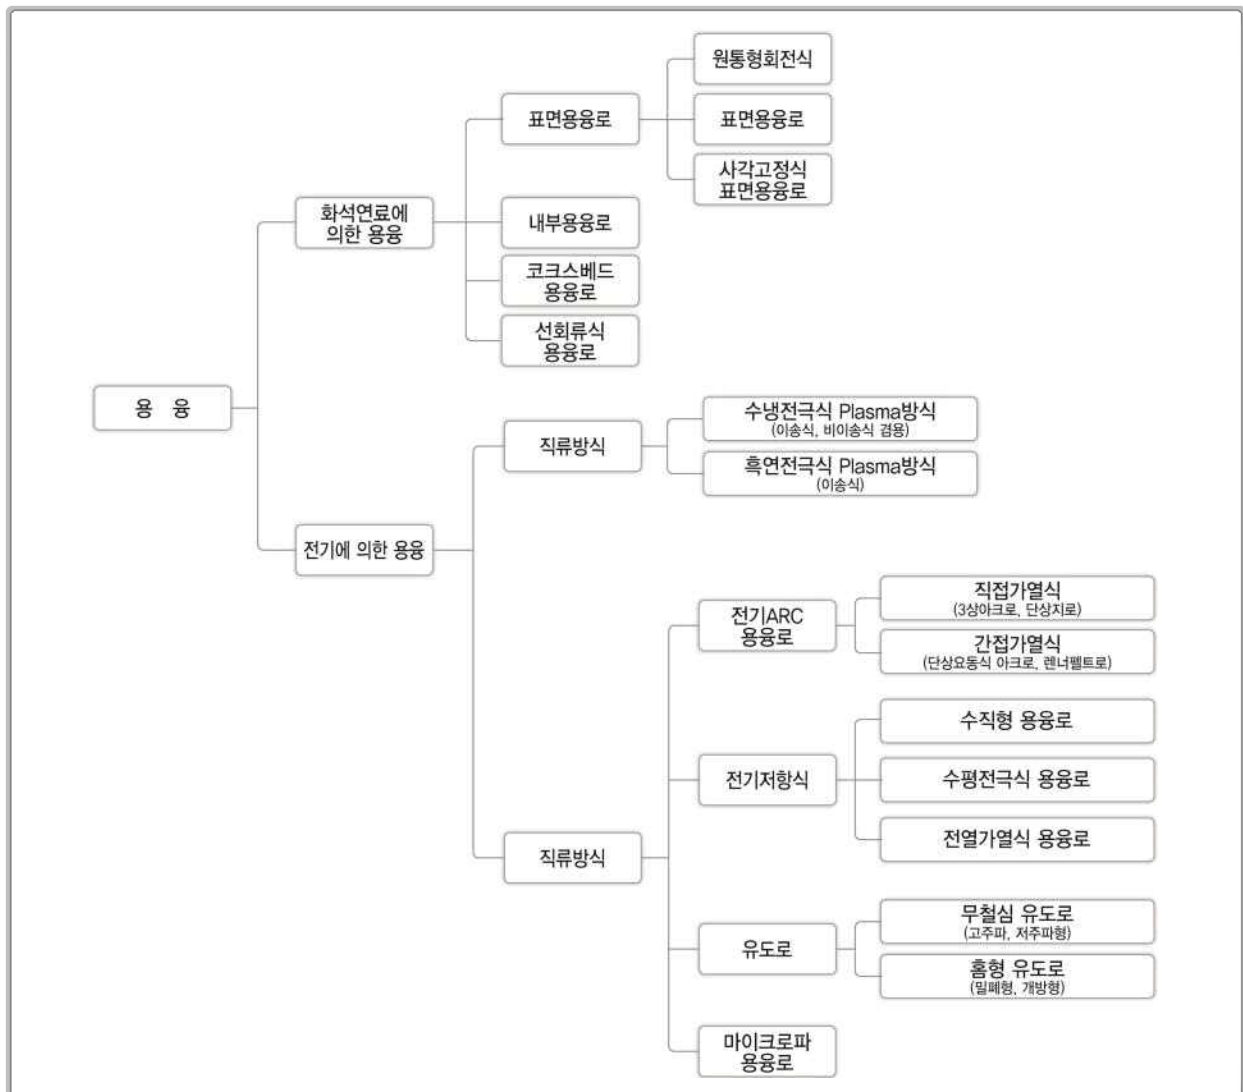 원통형회전식
표면용융로
표면용융로
사각고정식
표면용융로
화석연료에
의한 용융
내부용융로
코크스베드
용융로
선회류식
용융로
용 융
직류방식
수냉전극식 Plasma방식
(이송식, 비이송식 겸용)
흑연전극식 Plasma방식
(이송식)
전기에 의한 용융
전기ARC
용융로
직접가열식
(3상아크로, 단상지로)
간접가열식
(단상요동식 아크로, 렌너펠트로)
수직형 용융로
전기저항식
수평전극식 용융로
전열가열식 용융로
직류방식
무철심 유도로
(고주파, 저주파형)
유도로
홈형 유도로
(밀폐형, 개방형)
마이크로파
용융로